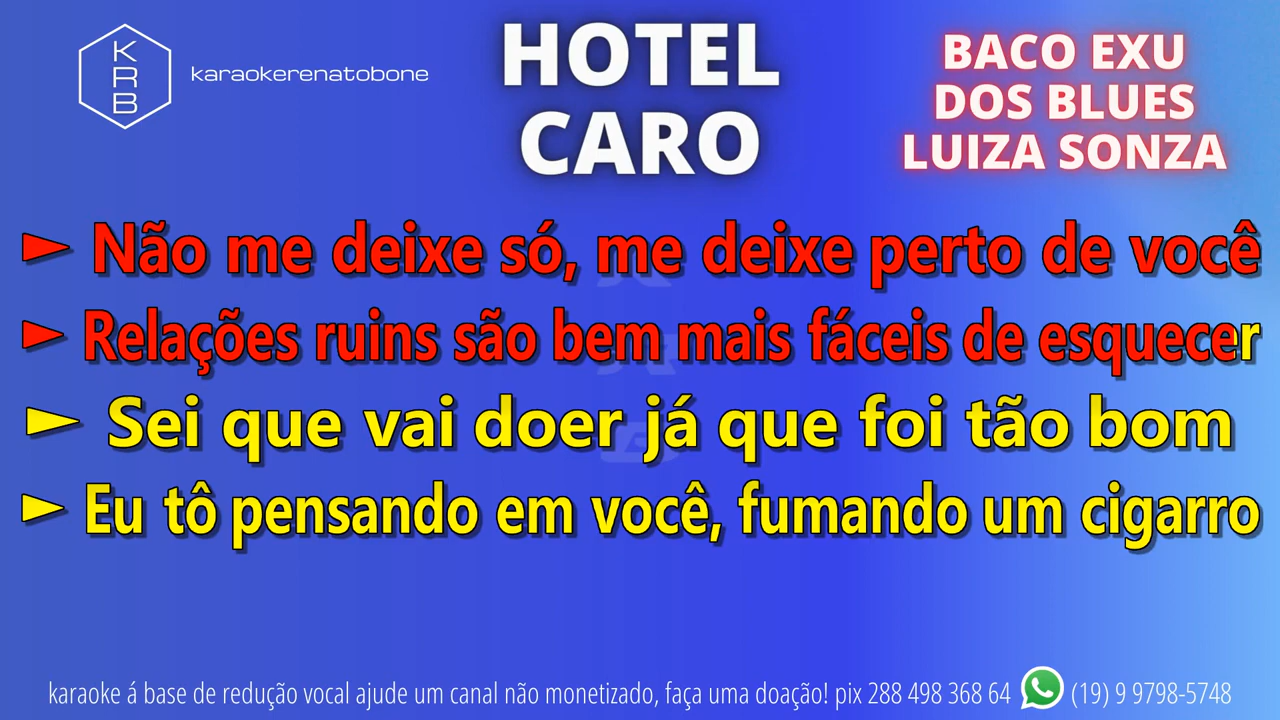 KRB
karaokerenatobone
HOTEL
CARO
BACO EXU
DOS BLUES
LUIZA SONZA
► Não me deixe só, me deixe perto de você
► Relações ruins são bem mais fáceis de esquecer
► Sei que vai doer já que foi tão bom
► Eu tô pensando em você, fumando um cigarro
karaoke á base de redução vocal ajude um canal não monetizado, faça uma doação! pix 288 498 368 64 (19) 9 9798-5748